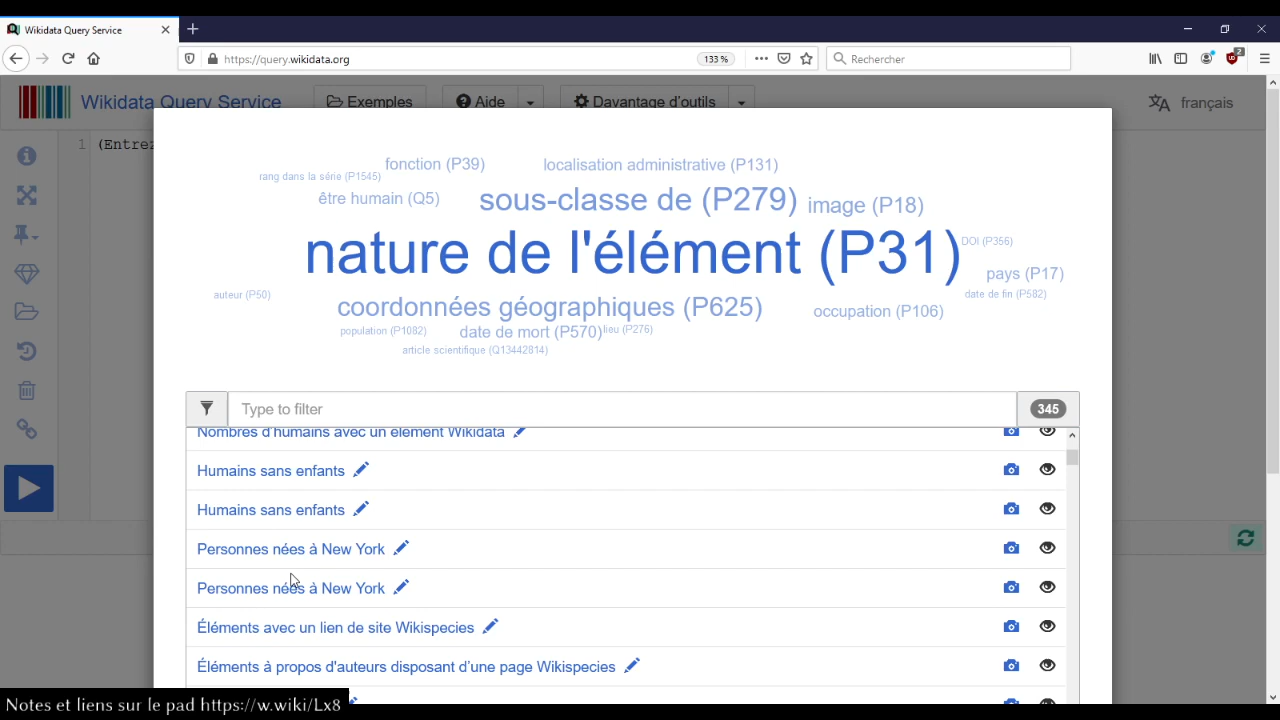 Wikidata Query Service
https://query.wikidata.org
133 %
Rechercher
2
Wikidata Query Service
Exemples
Aide
Davantage d'outils
français
1
(Entrez
fonction (P39)
localisation administrative (P131)
rang dans la série (P1545)
être humain (Q5)
sous-classe de (P279)
image (P18)
nature de l'élément (P31)
DOI (P356)
pays (P17)
auteur (P50)
date de fin (P582)
coordonnées géographiques (P625)
occupation (P106)
population (P1082)
date de mort (P570)
lieu (P276)
article scientifique (Q13442814)
Type to filter
345
Nombres d'humains avec un élément Wikidata
Humains sans enfants
Humains sans enfants
Personnes nées à New York
Personnes nées à New York
Éléments avec un lien de site Wikispecies
Éléments à propos d'auteurs disposant d'une page Wikispecies
Notes et liens sur le pad https://w.wiki/Lx8